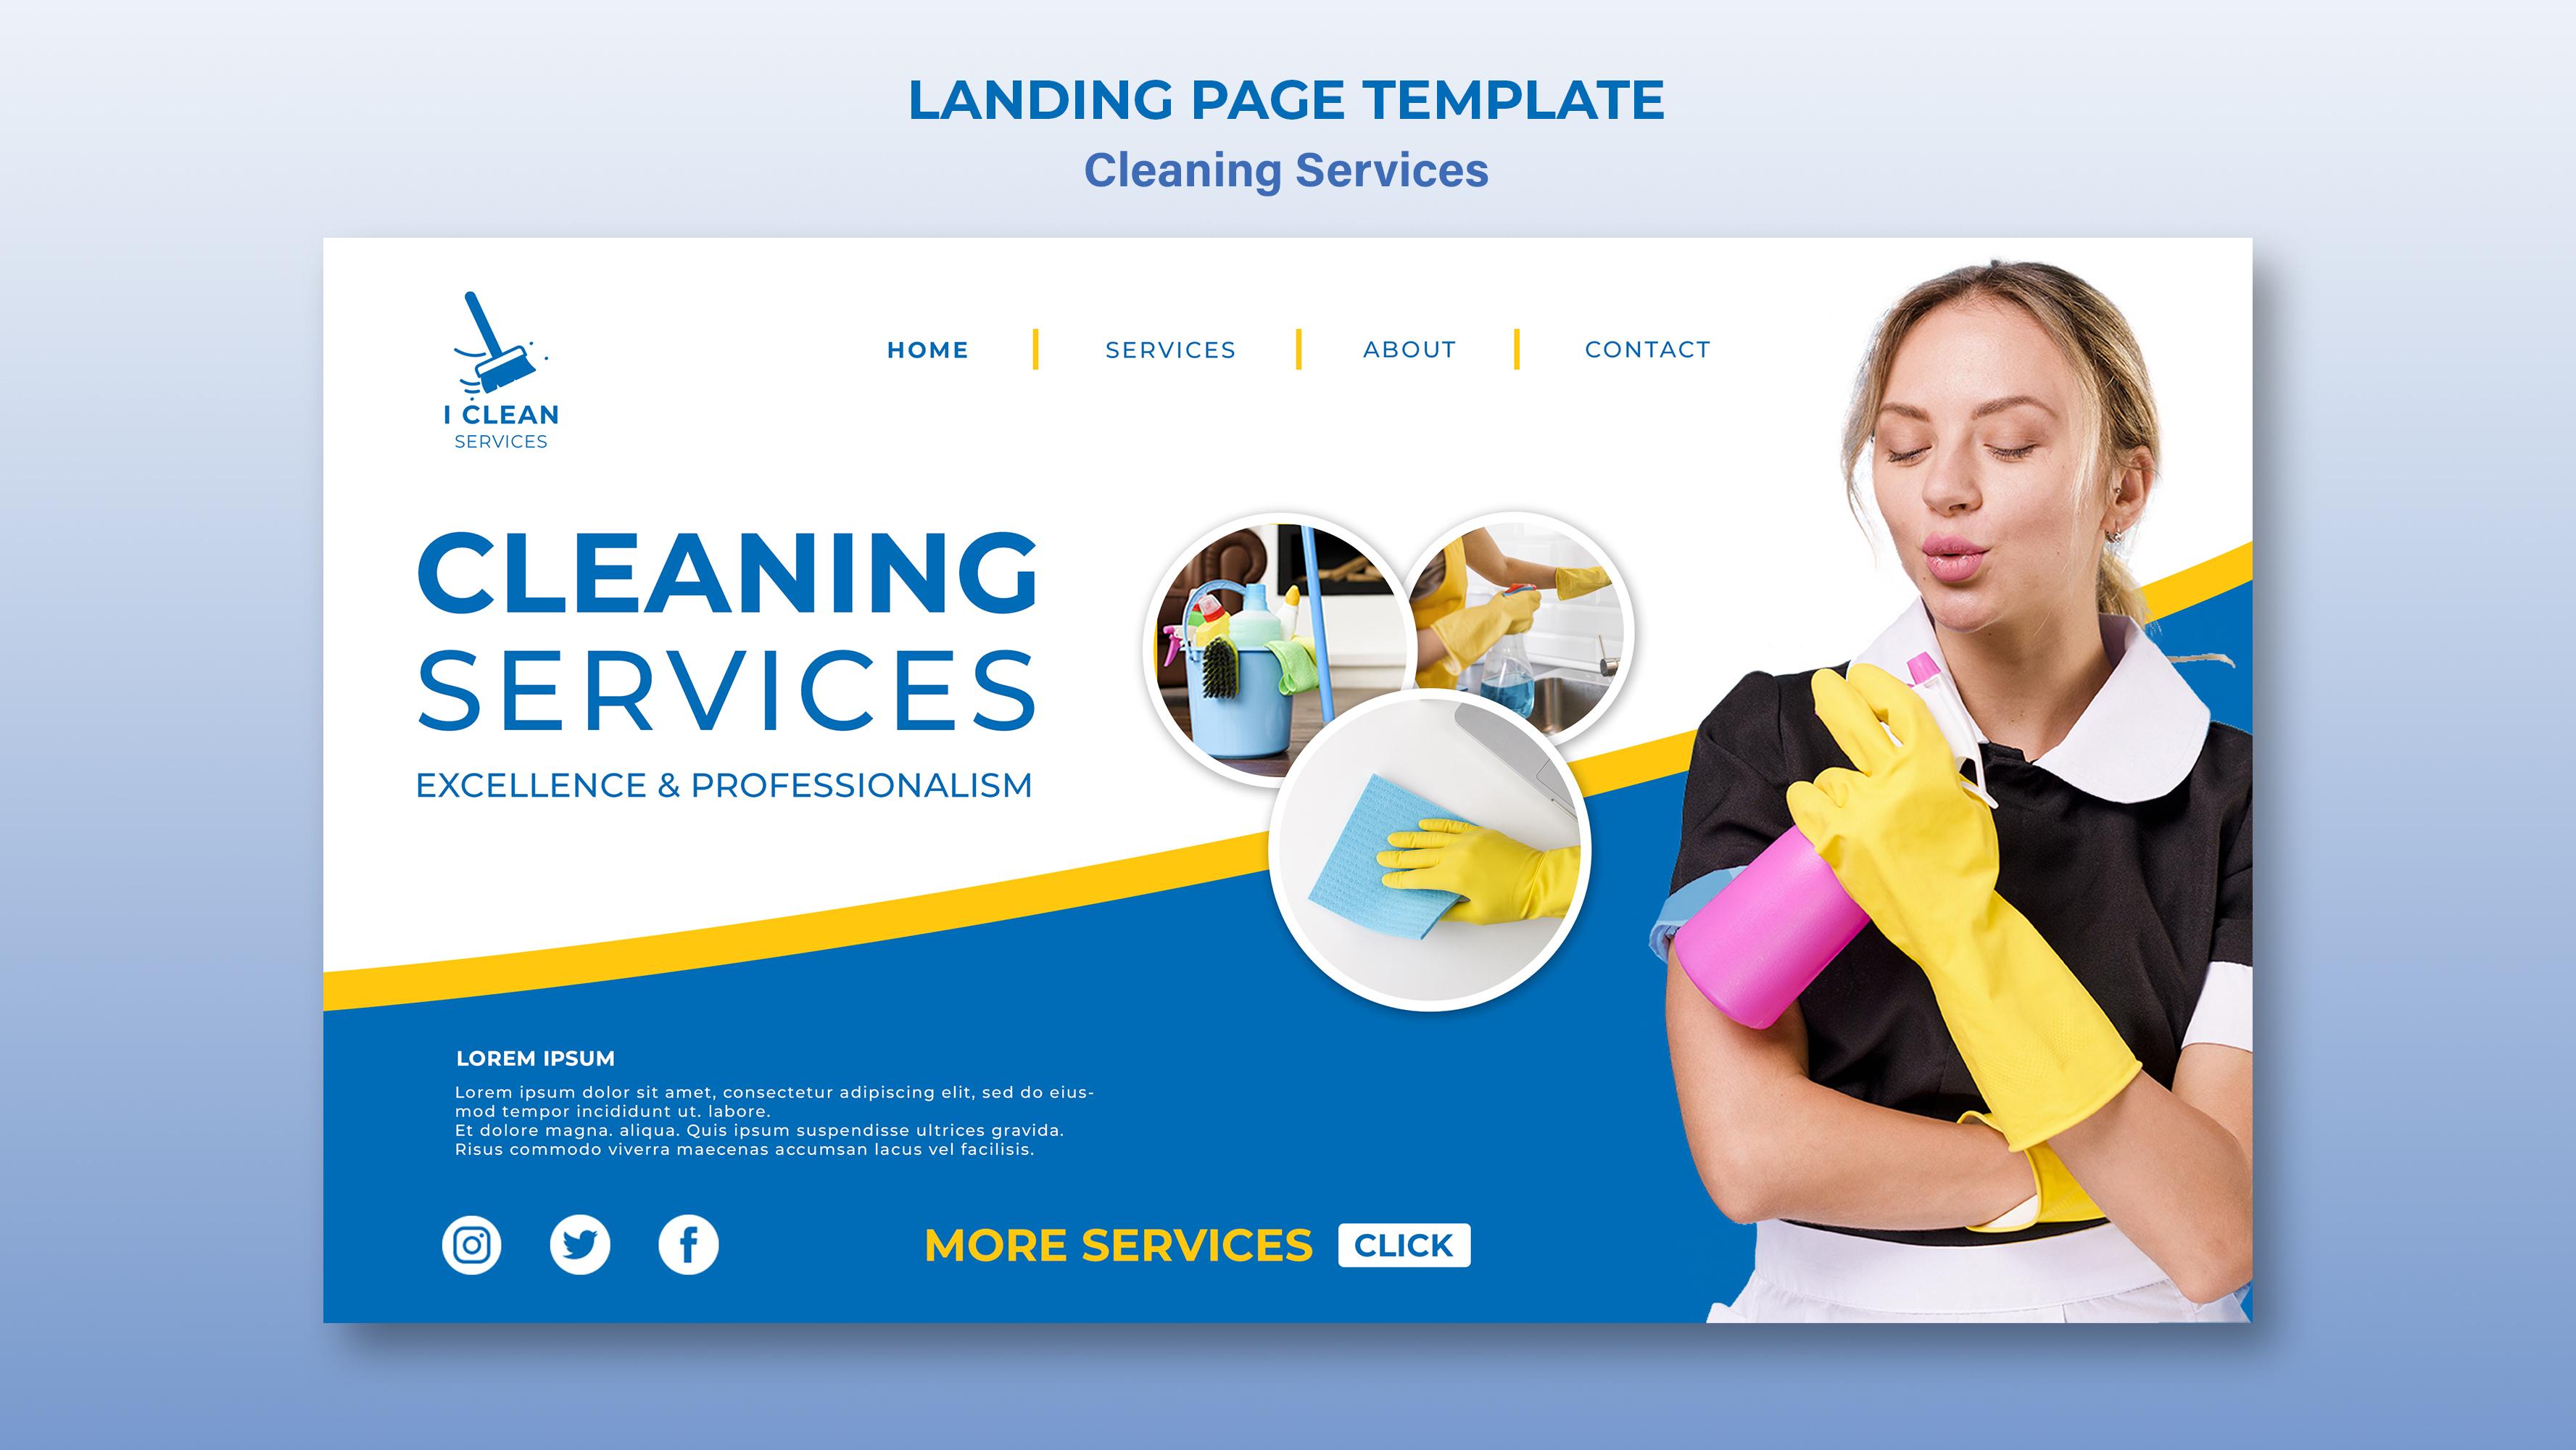 LANDING PAGE TEMPLATE
Cleaning Services
I CLEAN
SERVICES
HOME
SERVICES
ABOUT
CONTACT
CLEANING
SERVICES
EXCELLENCE & PROFESSIONALISM
LOREM IPSUM
Lorem ipsum dolor sit amet, consectetur adipiscing elit, sed do eius-
mod tempor incididunt ut. labore.
Et dolore magna. aliqua. Quis ipsum suspendisse ultrices gravida.
Risus commodo viverra maecenas accumsan lacus vel facilisis.
MORE SERVICES
CLICK